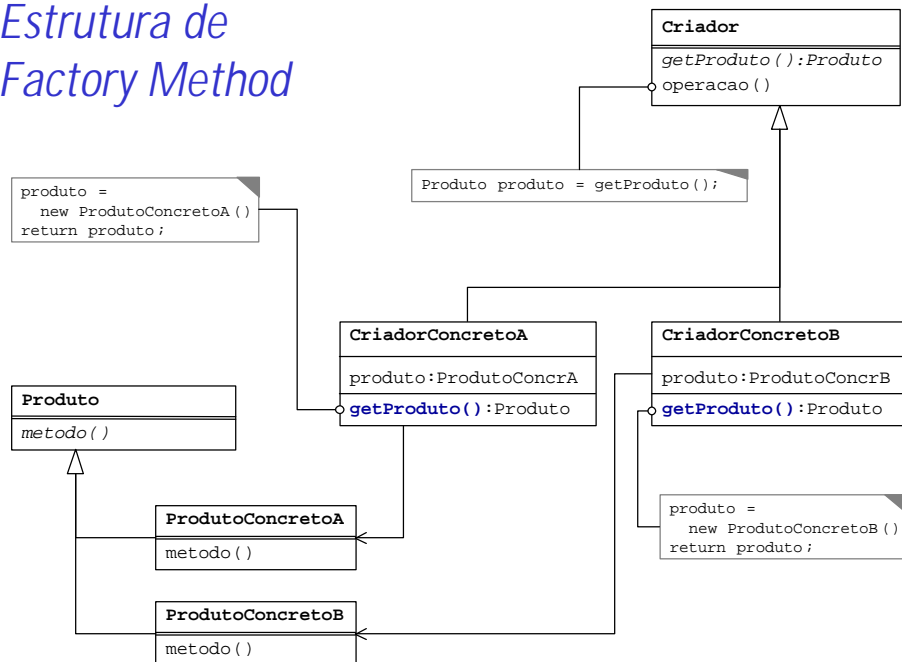 Estrutura de
Factory Method
Criador
getProduto():Produto
operacao()
Produto produto = getProduto();
produto =
new ProdutoConcretoA()
return produto;
CriadorConcretoA
produto:ProdutoConcrA
getProduto():Produto
CriadorConcretoB
produto:ProdutoConcrB
getProduto():Produto
Produto
metodo()
produto =
new ProdutoConcretoB()
return produto;
ProdutoConcretoA
metodo()
ProdutoConcretoB
metodo()